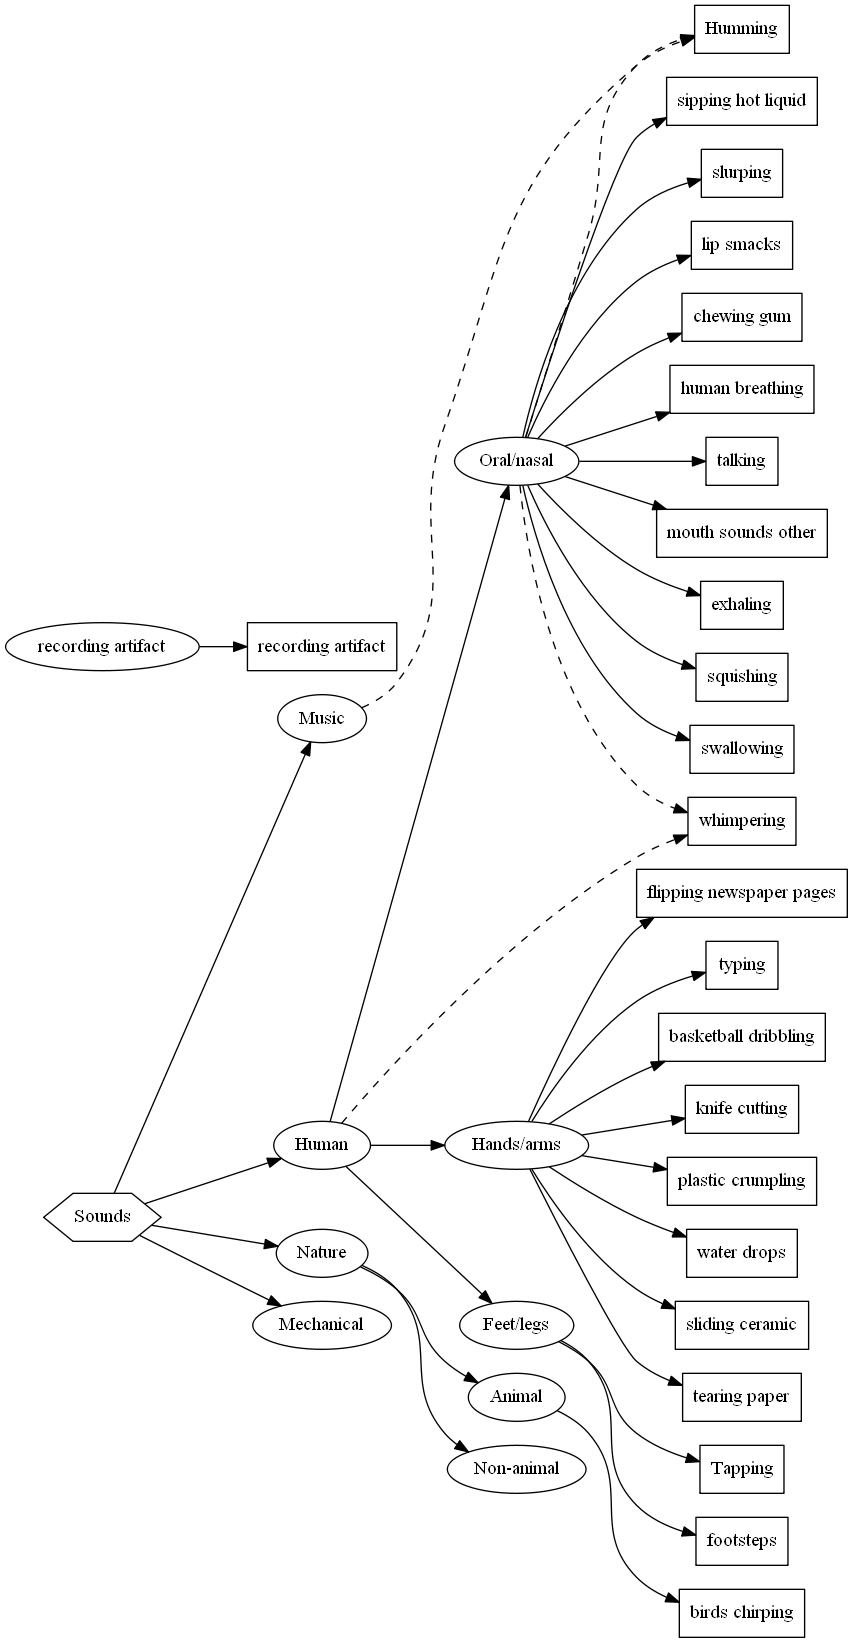 Humming
sipping hot liquid
slurping
lip smacks
chewing gum
human breathing
Oral/nasal
talking
mouth sounds other
exhaling
recording artifact
recording artifact
squishing
Music
swallowing
whimpering
flipping newspaper pages
typing
basketball dribbling
knife cutting
Human
Hands/arms
plastic crumpling
Sounds
Nature
water drops
Mechanical
Feet/legs
sliding ceramic
Animal
tearing paper
Non-animal
Tapping
footsteps
birds chirping